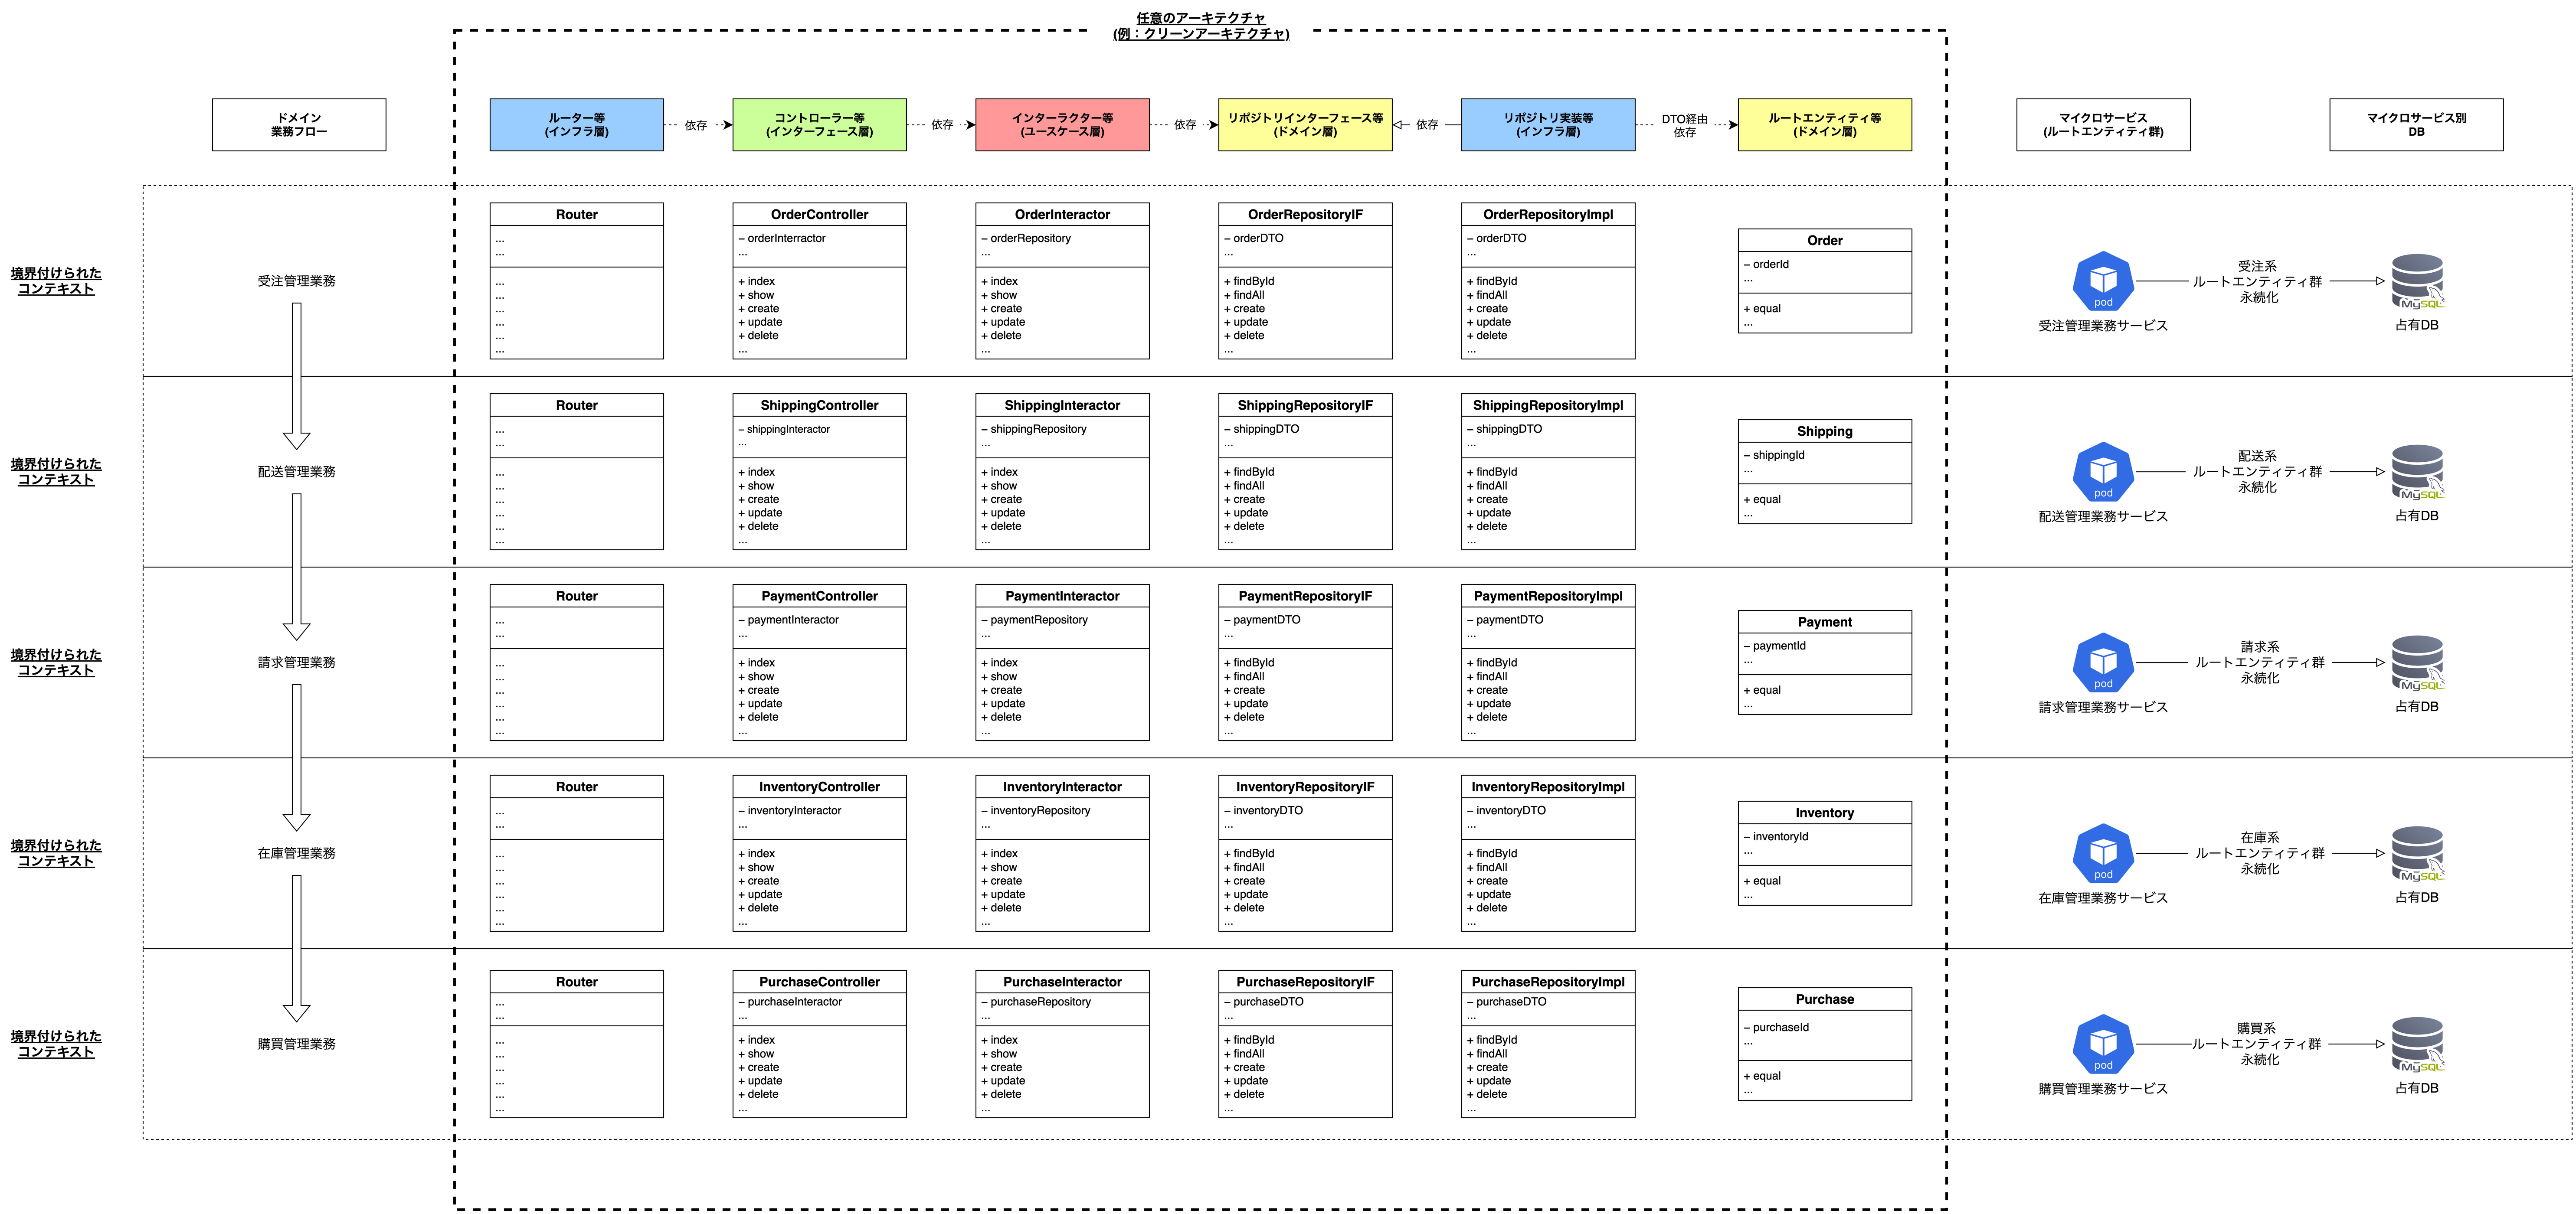 任意のアーキテクチャ
(例：クリーンアーキテクチャ)
ドメイン
業務フロー
ルーター等
(インフラ層)
依存
コントローラー等
(インターフェース層)
依存
インターラクター等
(ユースケース層)
依存
リポジトリインターフェース等
(ドメイン層)
依存
リポジトリ実装等
(インフラ層)
DTO経由
依存
ルートエンティティ等
(ドメイン層)
マイクロサービス
(ルートエンティティ群)
マイクロサービス別
DB
境界付けられた
コンテキスト
受注管理業務
Router
...
...
...
...
...
...
...
...
OrderController
– orderInterractor
...
+ index
+ show
+ create
+ update
+ delete
...
OrderInteractor
– orderRepository
...
+ index
+ show
+ create
+ update
+ delete
...
OrderRepositoryIF
– orderDTO
...
+ findById
+ findAll
+ create
+ update
+ delete
...
OrderRepositoryImpl
– orderDTO
...
+ findById
+ findAll
+ create
+ update
+ delete
...
Order
– orderId
...
+ equal
...
pod
受注管理業務サービス
受注系
ルートエンティティ群
永続化
MySQL
占有DB
境界付けられた
コンテキスト
配送管理業務
Router
...
...
...
...
...
...
...
...
ShippingController
– shippingInteractor
...
+ index
+ show
+ create
+ update
+ delete
...
ShippingInteractor
– shippingRepository
...
+ index
+ show
+ create
+ update
+ delete
...
ShippingRepositoryIF
– shippingDTO
...
+ findById
+ findAll
+ create
+ update
+ delete
...
ShippingRepositoryImpl
– shippingDTO
...
+ findById
+ findAll
+ create
+ update
+ delete
...
Shipping
– shippingId
...
+ equal
...
pod
配送管理業務サービス
配送系
ルートエンティティ群
永続化
MySQL
占有DB
境界付けられた
コンテキスト
請求管理業務
Router
...
...
...
...
...
...
...
...
PaymentController
– paymentInteractor
...
+ index
+ show
+ create
+ update
+ delete
...
PaymentInteractor
– paymentRepository
...
+ index
+ show
+ create
+ update
+ delete
...
PaymentRepositoryIF
– paymentDTO
...
+ findById
+ findAll
+ create
+ update
+ delete
...
PaymentRepositoryImpl
– paymentDTO
...
+ findById
+ findAll
+ create
+ update
+ delete
...
Payment
– paymentId
...
+ equal
...
pod
請求管理業務サービス
請求系
ルートエンティティ群
永続化
MySQL
占有DB
境界付けられた
コンテキスト
在庫管理業務
Router
...
...
...
...
...
...
...
...
InventoryController
– inventoryInteractor
...
+ index
+ show
+ create
+ update
+ delete
...
InventoryInteractor
– inventoryRepository
...
+ index
+ show
+ create
+ update
+ delete
...
InventoryRepositoryIF
– inventoryDTO
...
+ findById
+ findAll
+ create
+ update
+ delete
...
InventoryRepositoryImpl
– inventoryDTO
...
+ findById
+ findAll
+ create
+ update
+ delete
...
Inventory
– inventoryId
...
+ equal
...
pod
在庫管理業務サービス
在庫系
ルートエンティティ群
永続化
MySQL
占有DB
境界付けられた
コンテキスト
購買管理業務
Router
...
...
...
...
...
...
...
...
PurchaseController
– purchaseInteractor
...
+ index
+ show
+ create
+ update
+ delete
...
PurchaseInteractor
– purchaseRepository
...
+ index
+ show
+ create
+ update
+ delete
...
PurchaseRepositoryIF
– purchaseDTO
...
+ findById
+ findAll
+ create
+ update
+ delete
...
PurchaseRepositoryImpl
– purchaseDTO
...
+ findById
+ findAll
+ create
+ update
+ delete
...
Purchase
– purchaseId
...
+ equal
...
pod
購買管理業務サービス
購買系
ルートエンティティ群
永続化
MySQL
占有DB